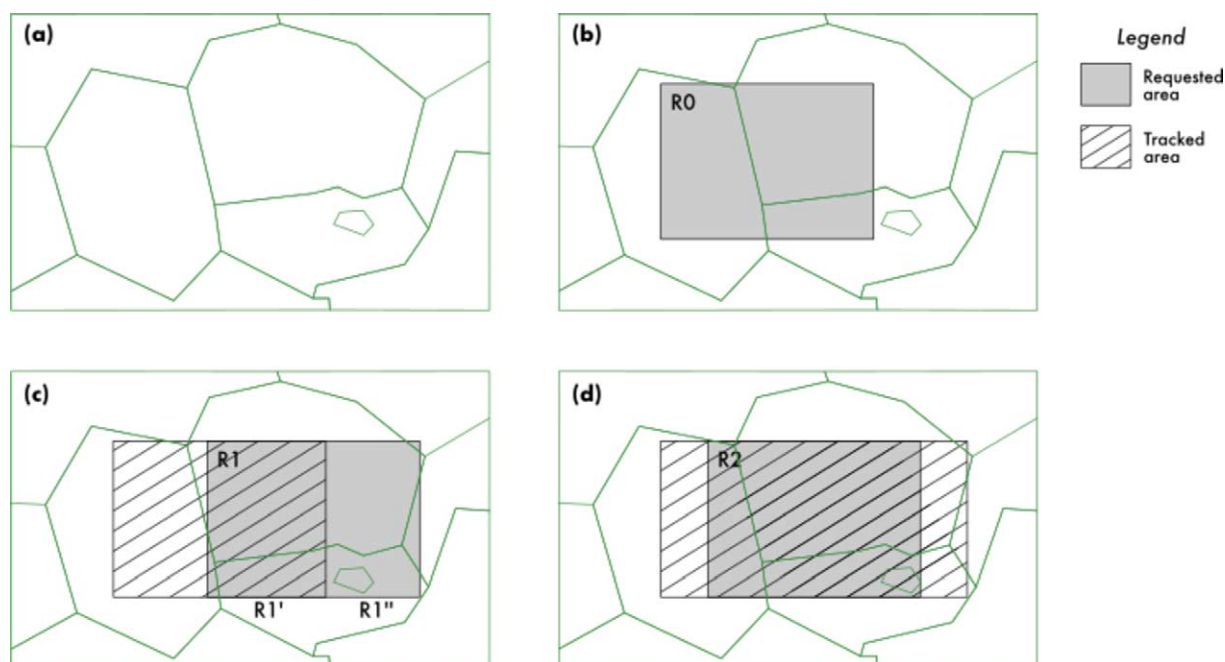 (a)
(b)
Legend
Requested
area
R0
Tracked
area
(c)
(d)
R1
R2
R1'
R1"